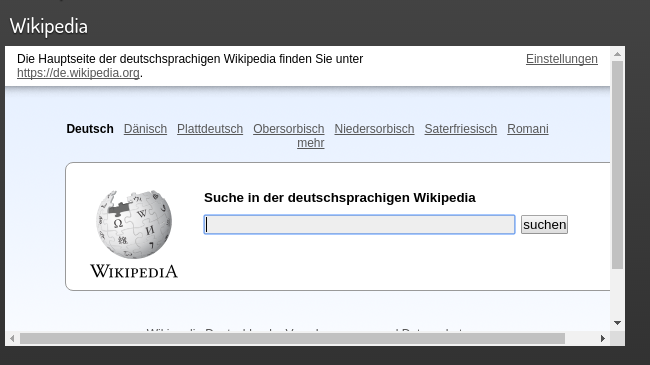 Wikipedia
Die Hauptseite der deutschsprachigen Wikipedia finden Sie unter
https://de.wikipedia.org.
Einstellungen
Deutsch Dänisch Plattdeutsch Obersorbisch Niedersorbisch Saterfriesisch Romani
mehr
Suche in der deutschsprachigen Wikipedia
suchen
Ω W И
WIKIPEDIA